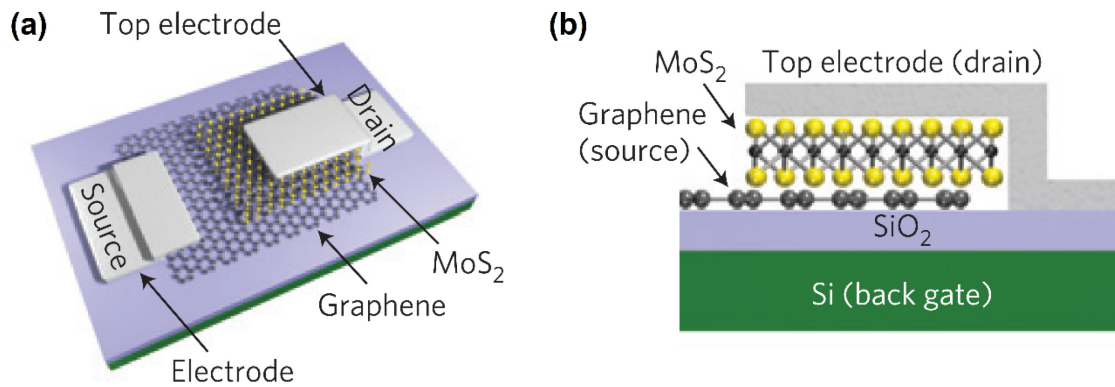 (a)
Top electrode
Drain
Source
MoS₂
Graphene
Electrode
(b)
MoS₂
Top electrode (drain)
Graphene
(source)
SiO₂
Si (back gate)